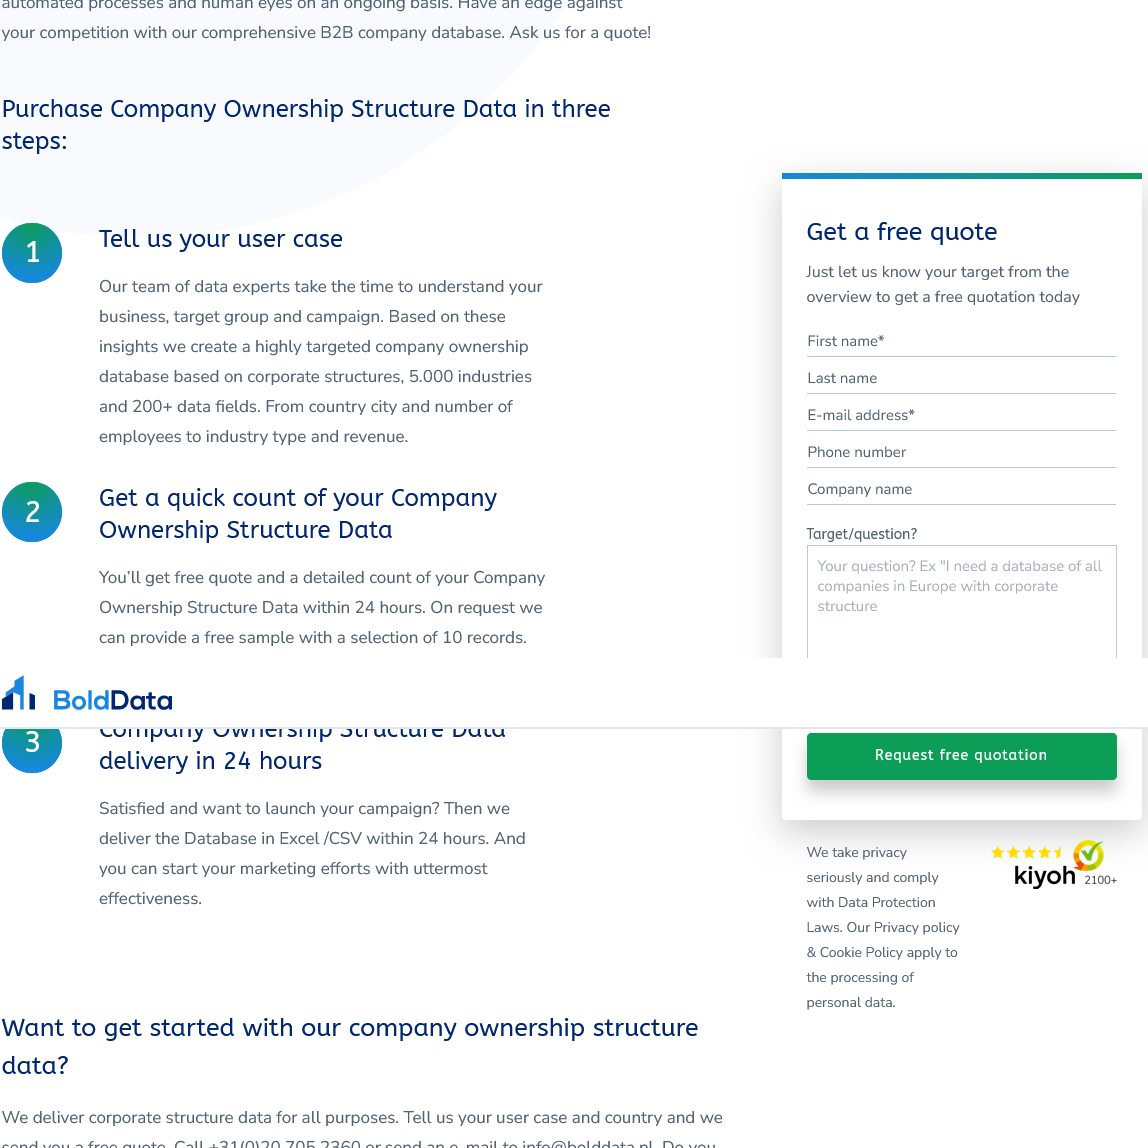 automated processes and human eyes on an ongoing basis. Have an edge against
your competition with our comprehensive B2B company database. Ask us for a quote!
Purchase Company Ownership Structure Data in three
steps:
1
Tell us your user case
Our team of data experts take the time to understand your
business, target group and campaign. Based on these
insights we create a highly targeted company ownership
database based on corporate structures, 5.000 industries
and 200+ data fields. From country city and number of
employees to industry type and revenue.
2
Get a quick count of your Company
Ownership Structure Data
You’ll get free quote and a detailed count of your Company
Ownership Structure Data within 24 hours. On request we
can provide a free sample with a selection of 10 records.
BoldData
3
Company Ownership Structure Data
delivery in 24 hours
Satisfied and want to launch your campaign? Then we
deliver the Database in Excel /CSV within 24 hours. And
you can start your marketing efforts with uttermost
effectiveness.
Get a free quote
Just let us know your target from the
overview to get a free quotation today
First name*
Last name
E-mail address*
Phone number
Company name
Target/question?
Your question? Ex "I need a database of all
companies in Europe with corporate
structure
Request free quotation
We take privacy
seriously and comply
with Data Protection
Laws. Our Privacy policy
& Cookie Policy apply to
the processing of
personal data.
kiyoh 2100+
Want to get started with our company ownership structure
data?
We deliver corporate structure data for all purposes. Tell us your user case and country and we
send you a free quote. Call +31(0)20 705 2360 or send an e-mail to info@bolddata.nl. Do you